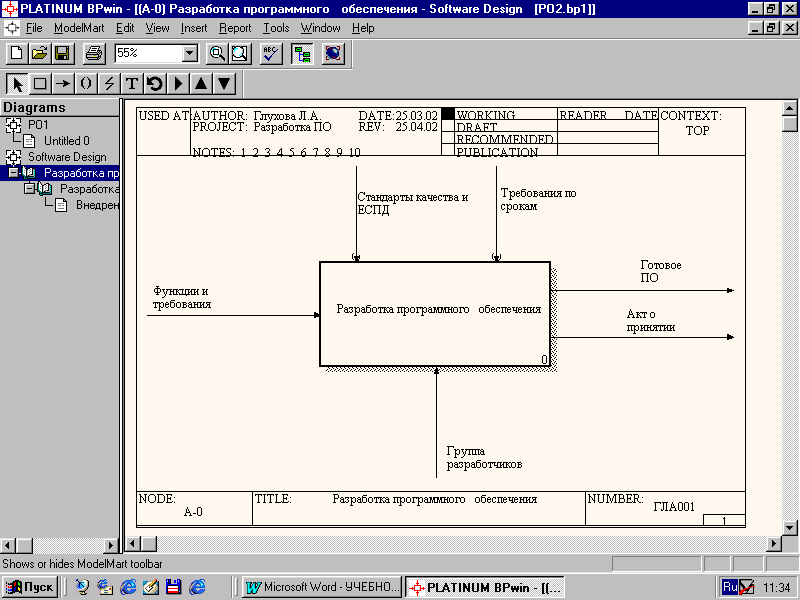 PLATINUM BPwin - [(A-0) Разработка программного обеспечения - Software Design [PO2.bp1]]
File ModelMart Edit View Insert Report Tools Window Help
55%
Diagrams
PO1
Untitled 0
Software Design
Разработка пр
Разработка
Внедрен
USED AT:
AUTHOR: Глухова Л.А.
DATE: 25.03.02
PROJECT: Разработка ПО
REV: 25.04.02
NOTES: 1 2 3 4 5 6 7 8 9 10
WORKING
DRAFT
RECOMMENDED
PUBLICATION
READER DATE
CONTEXT:
TOP
Стандарты качества и
ЕСПД
Требования по
срокам
Функции и
требования
Разработка программного обеспечения
0
Готовое
ПО
Акт о
принятии
Группа
разработчиков
NODE:
A-0
TITLE:
Разработка программного обеспечения
NUMBER:
ГЛА001
1
Shows or hides ModelMart toolbar
Пуск
Microsoft Word - УЧЕБНО...
PLATINUM BPwin - [(...
Ru
11:34